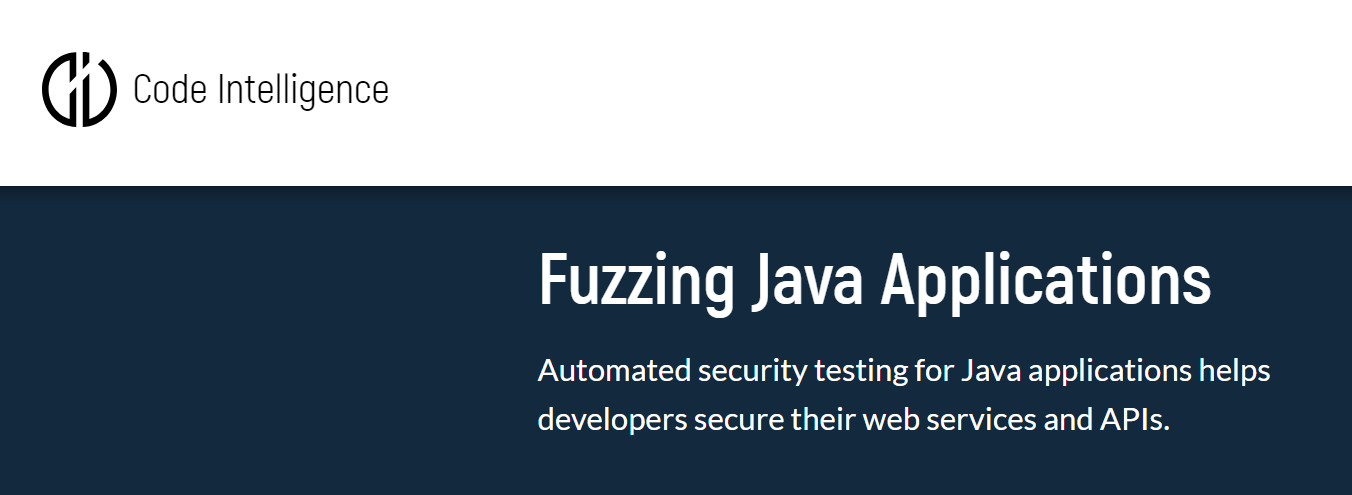 Code Intelligence
Fuzzing Java Applications
Automated security testing for Java applications helps
developers secure their web services and APIs.